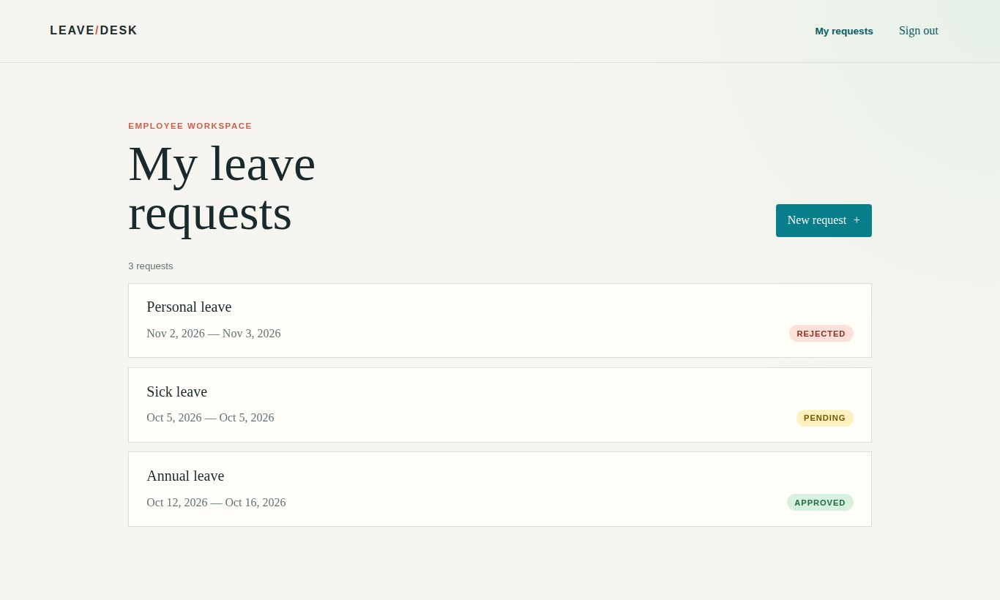 LEAVE/DESK
My requests
Sign out
EMPLOYEE WORKSPACE
My leave
requests
New request +
3 requests
Personal leave
Nov 2, 2026 — Nov 3, 2026
REJECTED
Sick leave
Oct 5, 2026 — Oct 5, 2026
PENDING
Annual leave
Oct 12, 2026 — Oct 16, 2026
APPROVED